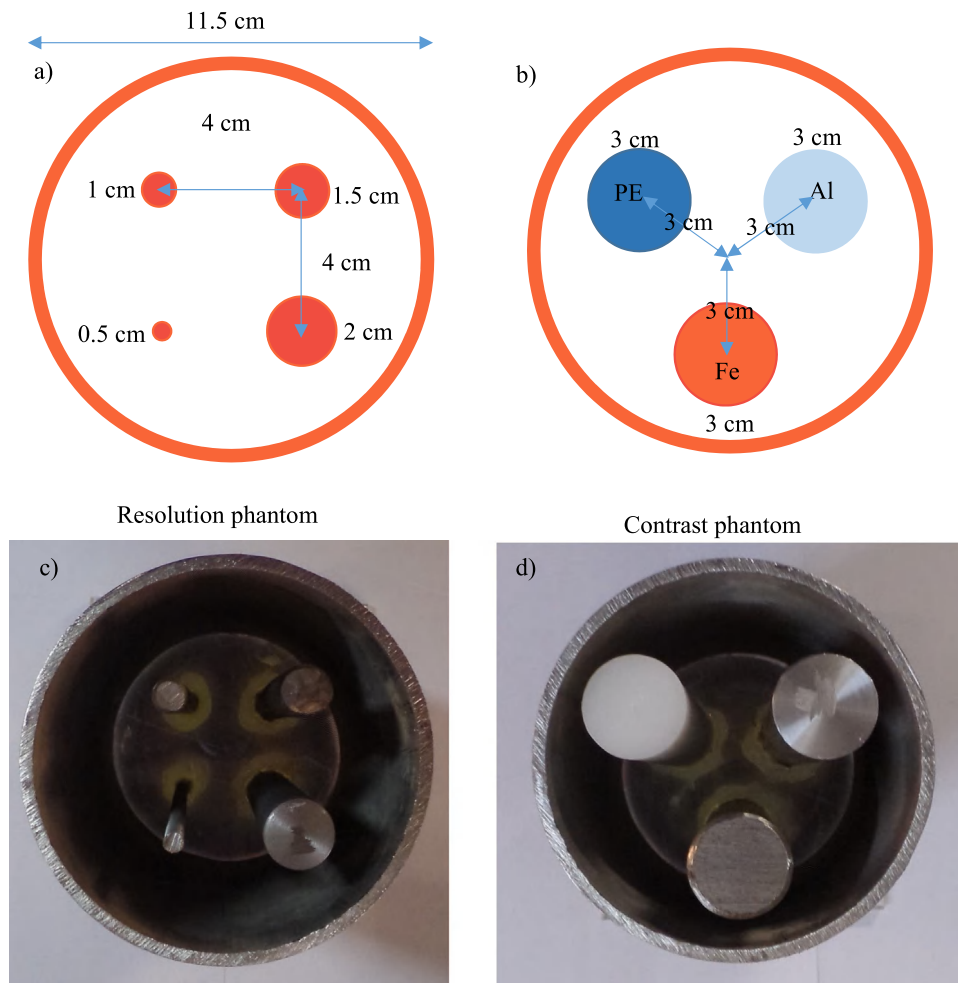 11.5 cm
a)
4 cm
1 cm
1.5 cm
4 cm
0.5 cm
2 cm
b)
3 cm
3 cm
PE
Al
3 cm
3 cm
3 cm
Fe
3 cm
Resolution phantom
Contrast phantom
c)
d)